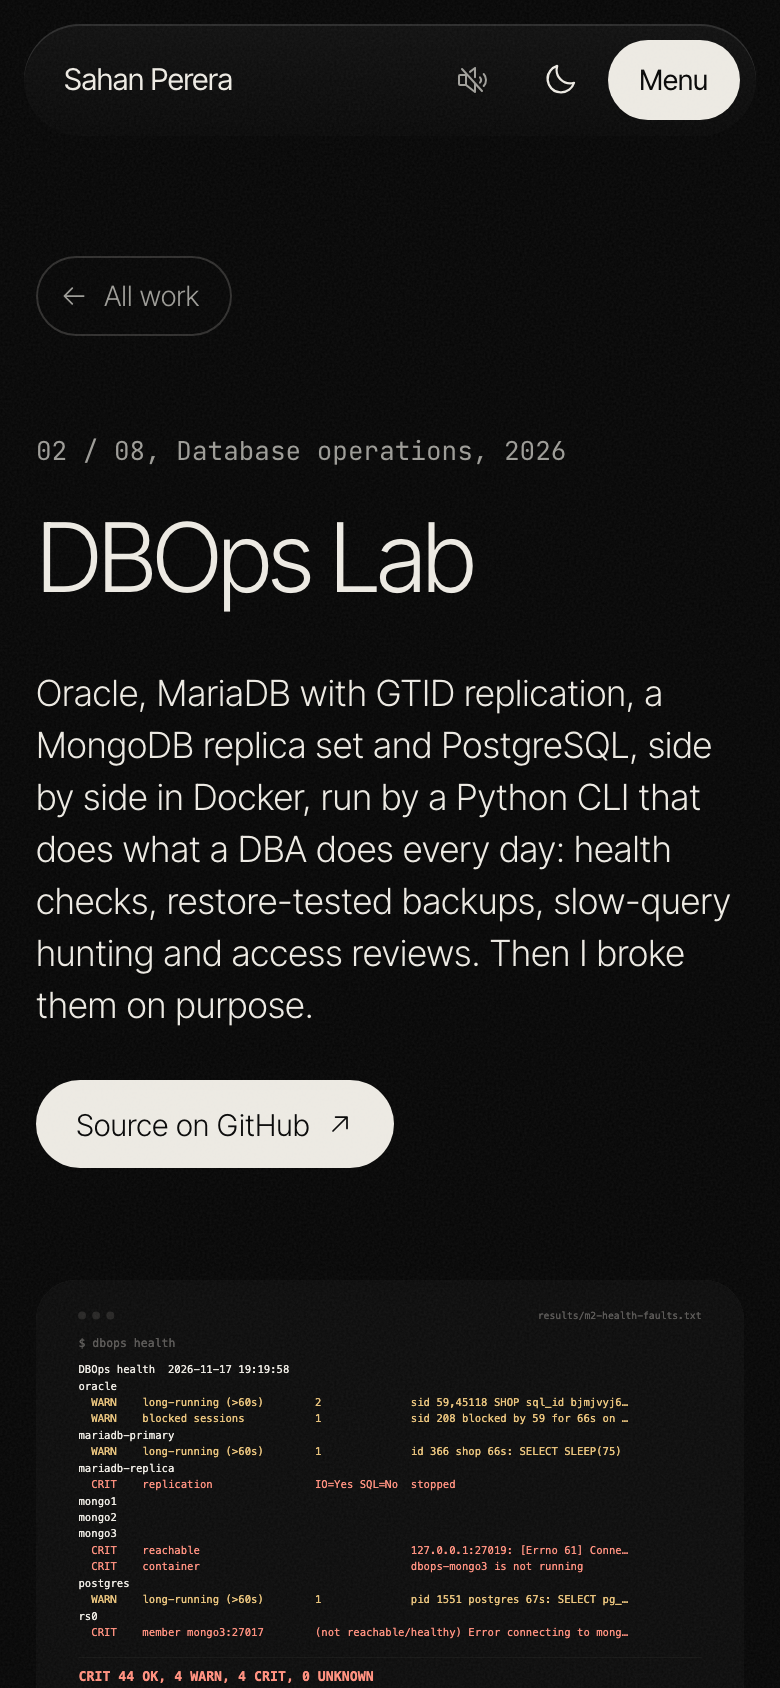 Sahan Perera
Menu
← All work
02 / 08, Database operations, 2026
DBOps Lab
Oracle, MariaDB with GTID replication, a
MongoDB replica set and PostgreSQL, side
by side in Docker, run by a Python CLI that
does what a DBA does every day: health
checks, restore-tested backups, slow-query
hunting and access reviews. Then I broke
them on purpose.
Source on GitHub ↗
results/m2-health-faults.txt
$ dbops health
DBOps health  2026-11-17 19:19:58
oracle
WARN    long-running (>60s)    2    sid 59,45118 SHOP sql_id bjmjvyj6…
WARN    blocked sessions    1    sid 208 blocked by 59 for 66s on …
mariadb-primary
WARN    long-running (>60s)    1    id 366 shop 66s: SELECT SLEEP(75)
mariadb-replica
CRIT    replication    IO=Yes SQL=No  stopped
mongo1
mongo2
mongo3
CRIT    reachable    127.0.0.1:27019: [Errno 61] Conne…
CRIT    container    dbops-mongo3 is not running
postgres
WARN    long-running (>60s)    1    pid 1551 postgres 67s: SELECT pg_…
rs0
CRIT    member mongo3:27017    (not reachable/healthy) Error connecting to mong…
CRIT 44 OK, 4 WARN, 4 CRIT, 0 UNKNOWN